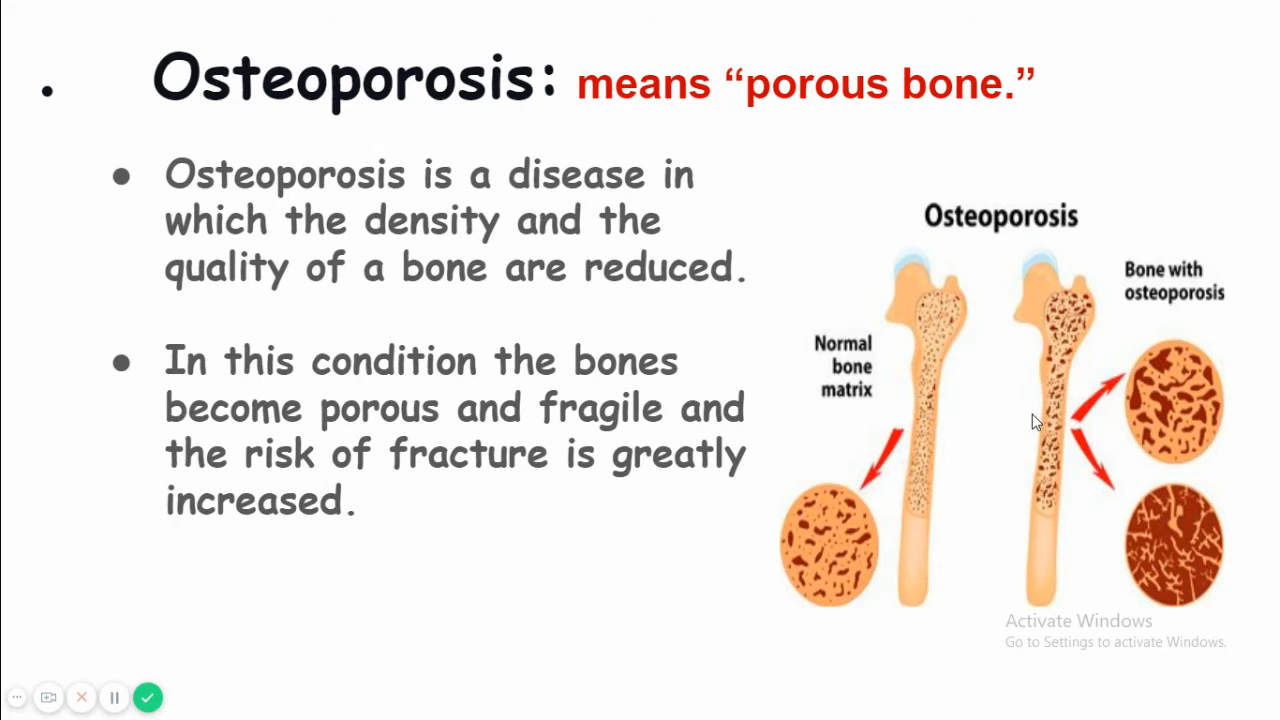 . Osteoporosis: means “porous bone.”
● Osteoporosis is a disease in
which the density and the
quality of a bone are reduced.
● In this condition the bones
become porous and fragile and
the risk of fracture is greatly
increased.
Osteoporosis
Bone with
osteoporosis
Normal
bone
matrix
Activate Windows
Go to Settings to activate Windows.